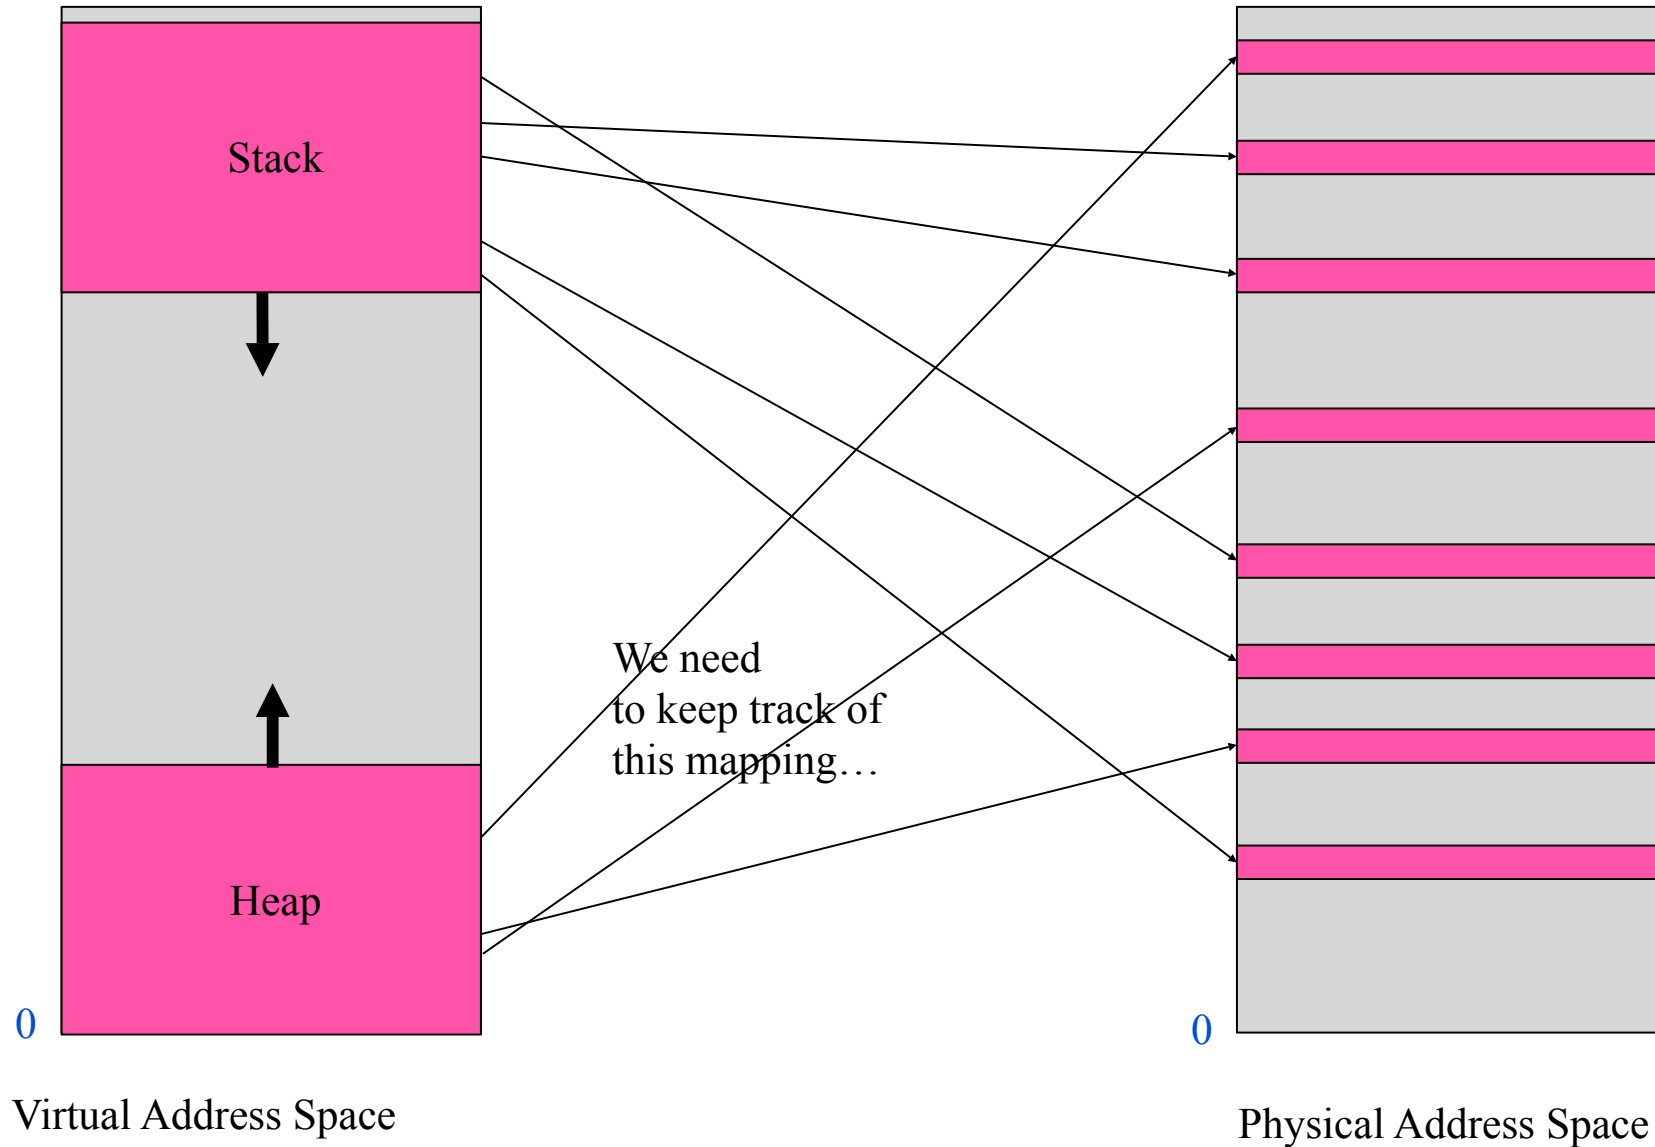 Stack
We need
to keep track of
this mapping…
Heap
0
0
Virtual Address Space
Physical Address Space